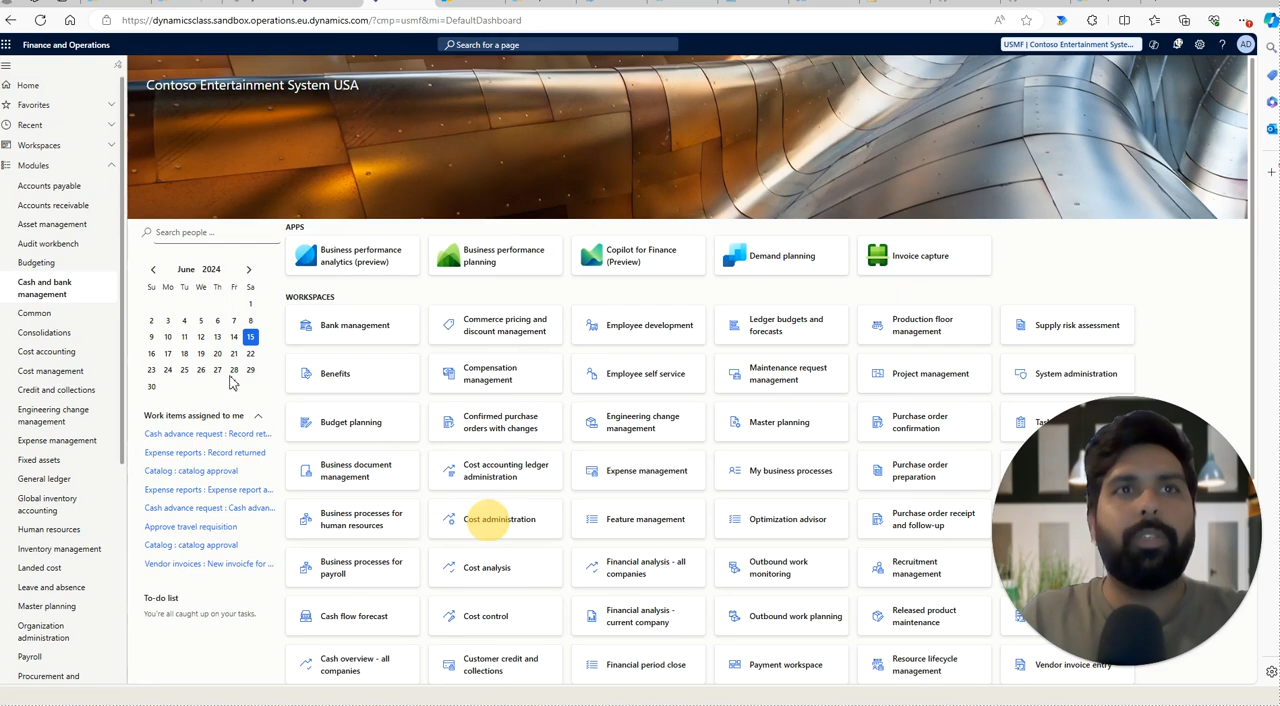 https://dynamicsclass.sandbox.operations.eu.dynamics.com/?cmp=usmf&mi=DefaultDashboard
Finance and Operations
Search for a page
USMF | Contoso Entertainment Syste...
AD
Home
Favorites
Recent
Workspaces
Modules
Accounts payable
Accounts receivable
Asset management
Audit workbench
Budgeting
Cash and bank
management
Common
Consolidations
Cost accounting
Cost management
Credit and collections
Engineering change
management
Expense management
Fixed assets
General ledger
Global inventory
accounting
Human resources
Inventory management
Landed cost
Leave and absence
Master planning
Organization
administration
Payroll
Procurement and
Contoso Entertainment System USA
Search people ...
June 2024
Su Mo Tu We Th Fr Sa
1
2 3 4 5 6 7 8
9 10 11 12 13 14 15
16 17 18 19 20 21 22
23 24 25 26 27 28 29
30
Work items assigned to me
Cash advance request : Record ret...
Expense reports : Record returned
Catalog : catalog approval
Expense reports : Expense report a...
Cash advance request : Cash advan...
Approve travel requisition
Catalog : catalog approval
Vendor invoices : New invoicfe for ...
To-do list
You're all caught up on your tasks.
APPS
Business performance
analytics (preview)
Business performance
planning
Copilot for Finance
(Preview)
Demand planning
Invoice capture
WORKSPACES
Bank management
Commerce pricing and
discount management
Employee development
Ledger budgets and
forecasts
Production floor
management
Supply risk assessment
Benefits
Compensation
management
Employee self service
Maintenance request
management
Project management
System administration
Budget planning
Confirmed purchase
orders with changes
Engineering change
management
Master planning
Purchase order
confirmation
Business document
management
Cost accounting ledger
administration
Expense management
My business processes
Purchase order
preparation
Business processes for
human resources
Cost administration
Feature management
Optimization advisor
Purchase order receipt
and follow-up
Business processes for
payroll
Cost analysis
Financial analysis - all
companies
Outbound work
monitoring
Recruitment
management
Cash flow forecast
Cost control
Financial analysis -
current company
Outbound work planning
Released product
maintenance
Cash overview - all
companies
Customer credit and
collections
Financial period close
Payment workspace
Resource lifecycle
management
Vendor invoice entry